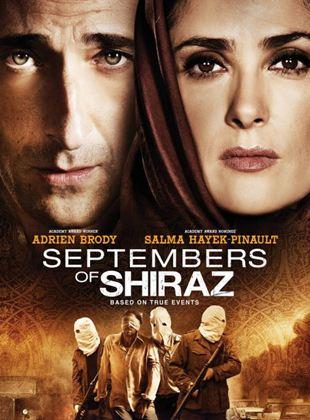 ACADEMY AWARD WINNER ACADEMY AWARD NOMINEE
ADRIEN BRODY SALMA HAYEK-PINAULT
SEPTEMBERS
OF SHIRAZ
BASED ON TRUE EVENTS